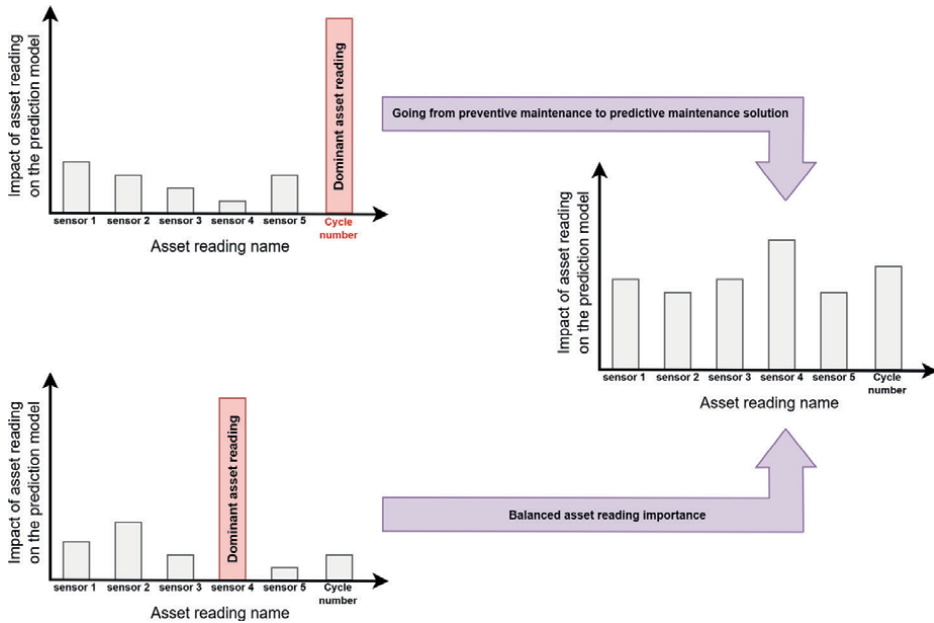 Impact of asset reading
on the prediction model
Dominant asset reading
sensor 1 sensor 2 sensor 3 sensor 4 sensor 5 Cycle
number
Asset reading name
Going from preventive maintenance to predictive maintenance solution
Impact of asset reading
on the prediction model
sensor 1 sensor 2 sensor 3 sensor 4 sensor 5 Cycle
number
Asset reading name
Impact of asset reading
on the prediction model
Dominant asset reading
sensor 1 sensor 2 sensor 3 sensor 4 sensor 5 Cycle
number
Asset reading name
Balanced asset reading importance